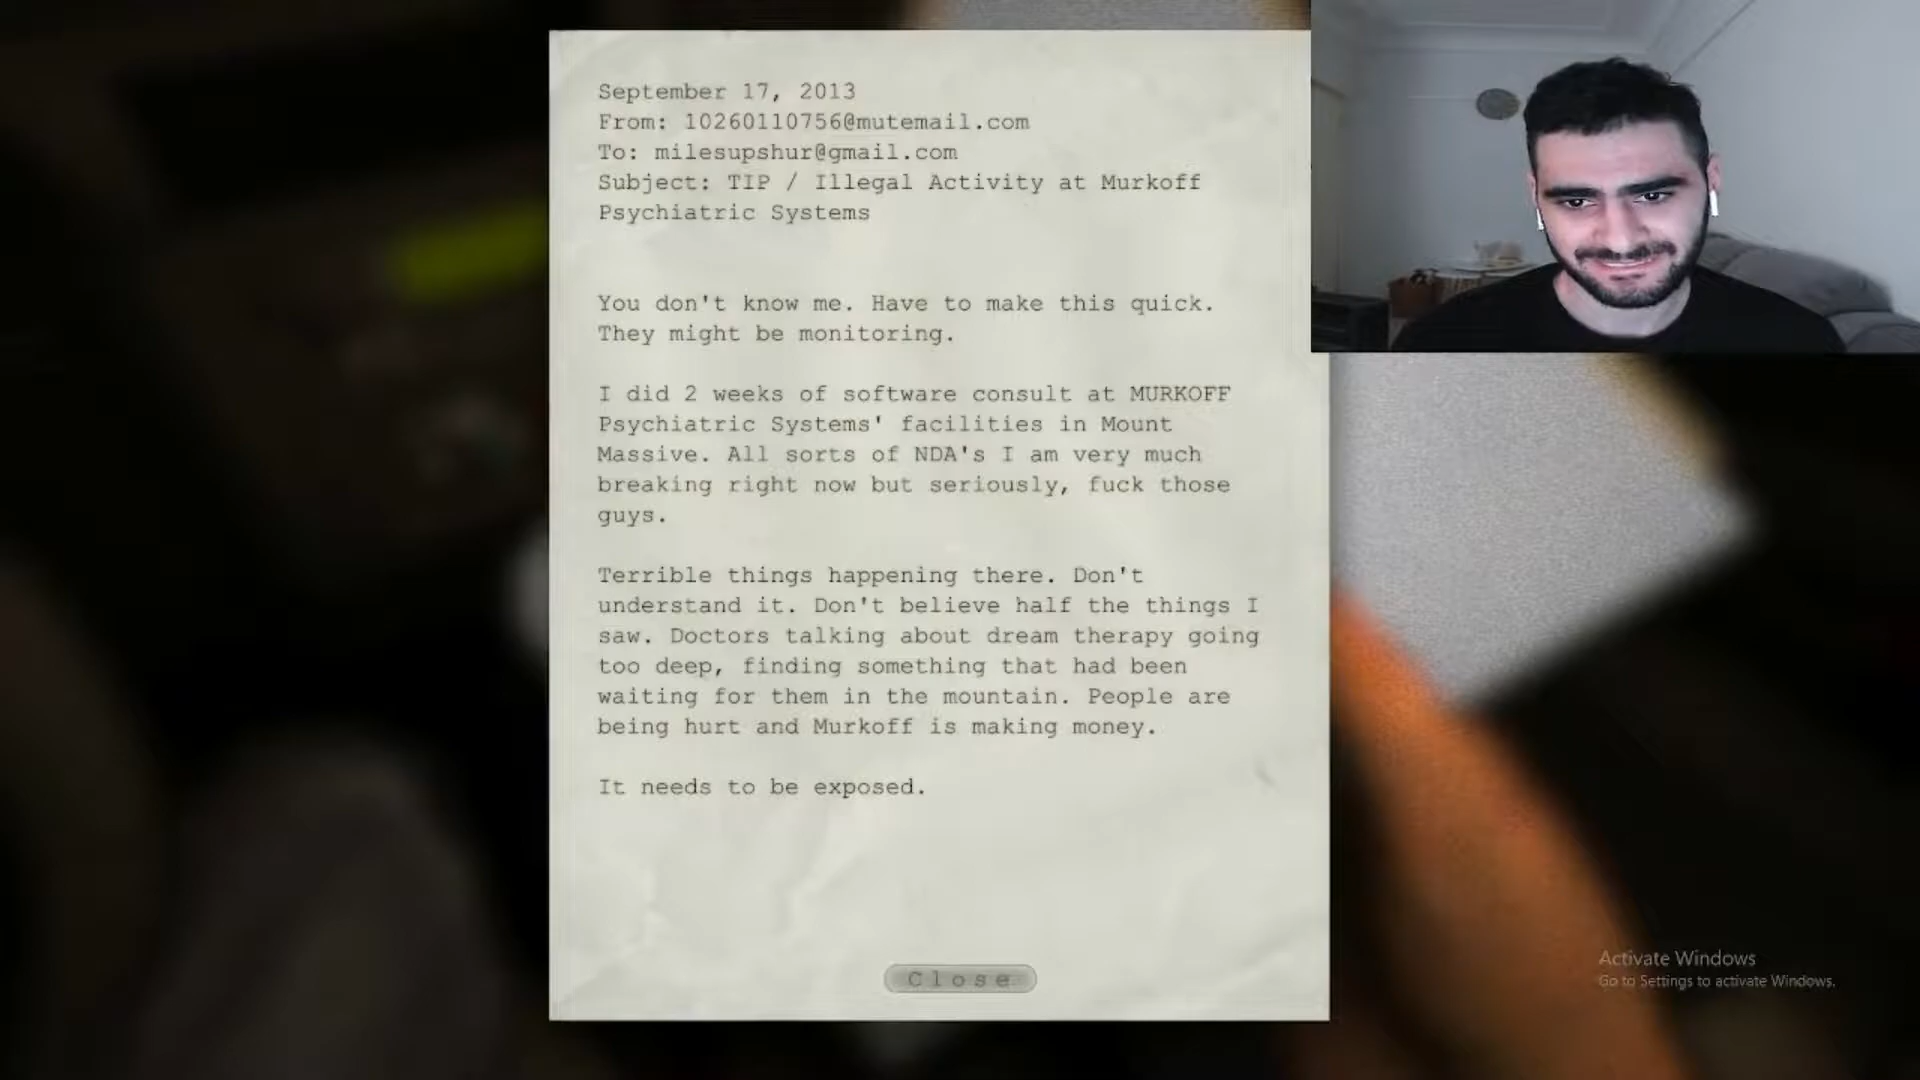 September 17, 2013
From: 10260110756@mutemail.com
To: milesupshur@gmail.com
Subject: TIP / Illegal Activity at Murkoff
Psychiatric Systems
You don't know me. Have to make this quick.
They might be monitoring.
I did 2 weeks of software consult at MURKOFF
Psychiatric Systems' facilities in Mount
Massive. All sorts of NDA's I am very much
breaking right now but seriously, fuck those
guys.
Terrible things happening there. Don't
understand it. Don't believe half the things I
saw. Doctors talking about dream therapy going
too deep, finding something that had been
waiting for them in the mountain. People are
being hurt and Murkoff is making money.
It needs to be exposed.
Close
Activate Windows
Go to Settings to activate Windows.